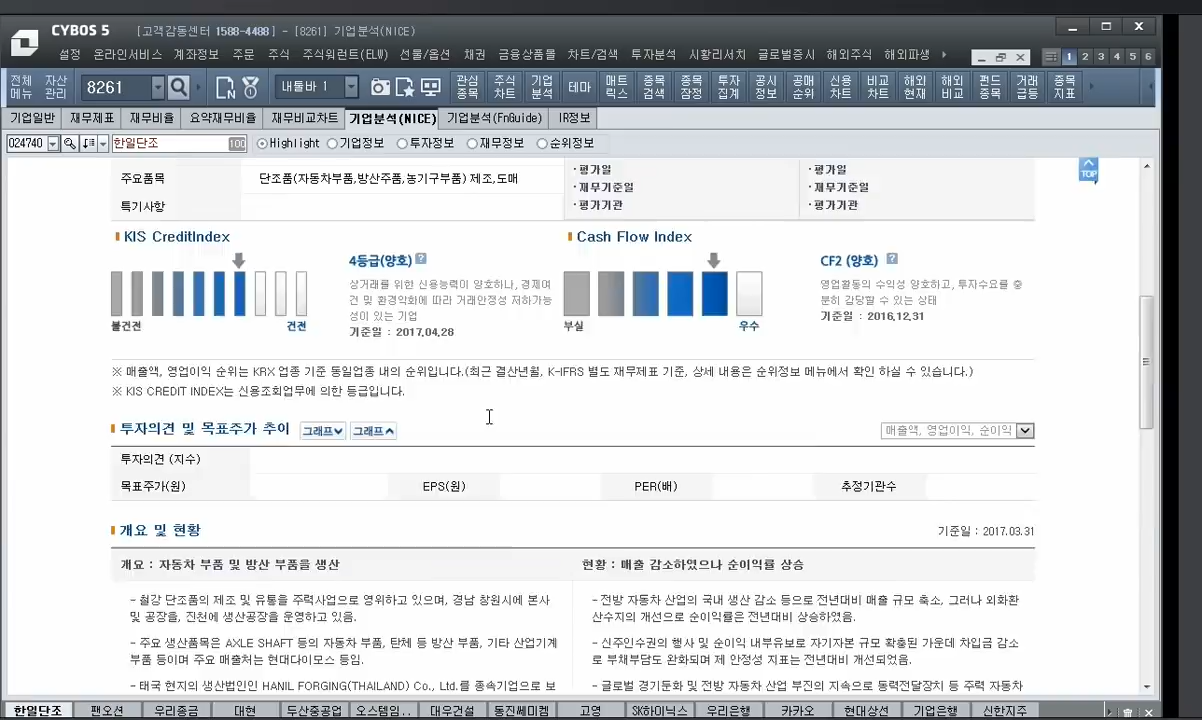 CYBOS 5 [고객감동센터 1588-4488] - [8261] 기업분석(NICE)
설정 온라인서비스 계좌정보 주문 주식 주식워런트(ELW) 선물/옵션 채권 금융상품몰 차트/검색 투자분석 시황리서치 글로벌증시 해외주식 해외파생 1 2 3 4 5 6
전체메뉴 자산관리 8261 내툴바 1 관심종목 주식차트 기업분석 테마 매트릭스 종목검색 종목잠정 투자집계 공시정보 공매순위 신용차트 비교차트 해외현재 해외비교 펀드종목 거래급등 종목지표
기업일반 재무제표 재무비율 요약재무비율 재무비교차트 기업분석(NICE) 기업분석(FnGuide) IR정보
024740 한일단조 100 Highlight 기업정보 투자정보 재무정보 순위정보
주요품목 단조품(자동차부품,방산주품,농기구부품) 제조,도매
특기사항
·평가일 ·평가일
·재무기준일 ·재무기준일
·평가기관 ·평가기관
TOP
KIS CreditIndex Cash Flow Index
4등급(양호) ?
상거래를 위한 신용능력이 양호하나, 경제여
건 및 환경악화에 따라 거래안정성 저하가능
성이 있는 기업
기준일 : 2017,04,28
불건전 건전
CF2 (양호) ?
영업활동의 수익성 양호하고, 투자수요를 충
분히 감당할 수 있는 상태
기준일 : 2016,12,31
부실 우수
※ 매출액, 영업이익 순위는 KRX 업종 기준 동일업종 내의 순위입니다.(최근 결산년월, K-IFRS 별도 재무제표 기준, 상세 내용은 순위정보 메뉴에서 확인 하실 수 있습니다.)
※ KIS CREDIT INDEX는 신용조회업무에 의한 등급입니다.
투자의견 및 목표주가 추이 그래프 그래프 매출액, 영업이익, 순이익
투자의견 (지수)
목표주가(원) EPS(원) PER(배) 추정기관수
개요 및 현황 기준일 : 2017.03.31
개요 : 자동차 부품 및 방산 부품을 생산
- 철강 단조품의 제조 및 유통을 주력사업으로 영위하고 있으며, 경남 창원시에 본사
및 공장을, 진천에 생산공장을 운영하고 있음.
- 주요 생산품목은 AXLE SHAFT 등의 자동차 부품, 탄체 등 방산 부품, 기타 산업기계
부품 등이며 주요 매출처는 현대다이모스 등임.
- 태국 현지의 생산법인인 HANIL FORGING(THAILAND) Co., Ltd.를 종속기업으로 보
현황 : 매출 감소하였으나 순이익률 상승
- 전방 자동차 산업의 국내 생산 감소 등으로 전년대비 매출 규모 축소, 그러나 외화환
산수지의 개선으로 순이익률은 전년대비 상승하였음.
- 신주인수권의 행사 및 순이익 내부유보로 자기자본 규모 확충된 가운데 차입금 감소
로 부채부담도 완화되며 제 안정성 지표는 전년대비 개선되었음.
- 글로벌 경기둔화 및 전방 자동차 산업 부진의 지속으로 동력전달장치 등 주력 자동차
한일단조 팬오션 우리종금 대현 두산중공업 오스템임.. 대우건설 동진쎄미켐 고영 SK하이닉스 우리은행 카카오 현대상선 기업은행 신한지주